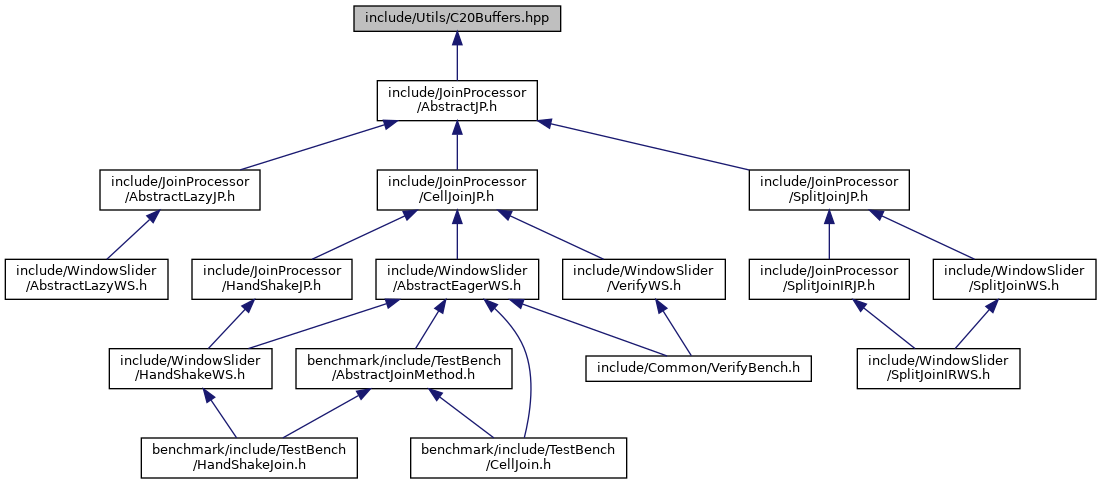 include/Utils/C20Buffers.hpp
include/JoinProcessor
/AbstractJP.h
include/JoinProcessor
/AbstractLazyJP.h
include/JoinProcessor
/CellJoinJP.h
include/JoinProcessor
/SplitJoinJP.h
include/WindowSlider
/AbstractLazyWS.h
include/JoinProcessor
/HandShakeJP.h
include/WindowSlider
/AbstractEagerWS.h
include/WindowSlider
/VerifyWS.h
include/JoinProcessor
/SplitJoinIRJP.h
include/WindowSlider
/SplitJoinWS.h
include/WindowSlider
/HandShakeWS.h
benchmark/include/TestBench
/AbstractJoinMethod.h
include/Common/VerifyBench.h
include/WindowSlider
/SplitJoinIRWS.h
benchmark/include/TestBench
/HandShakeJoin.h
benchmark/include/TestBench
/CellJoin.h